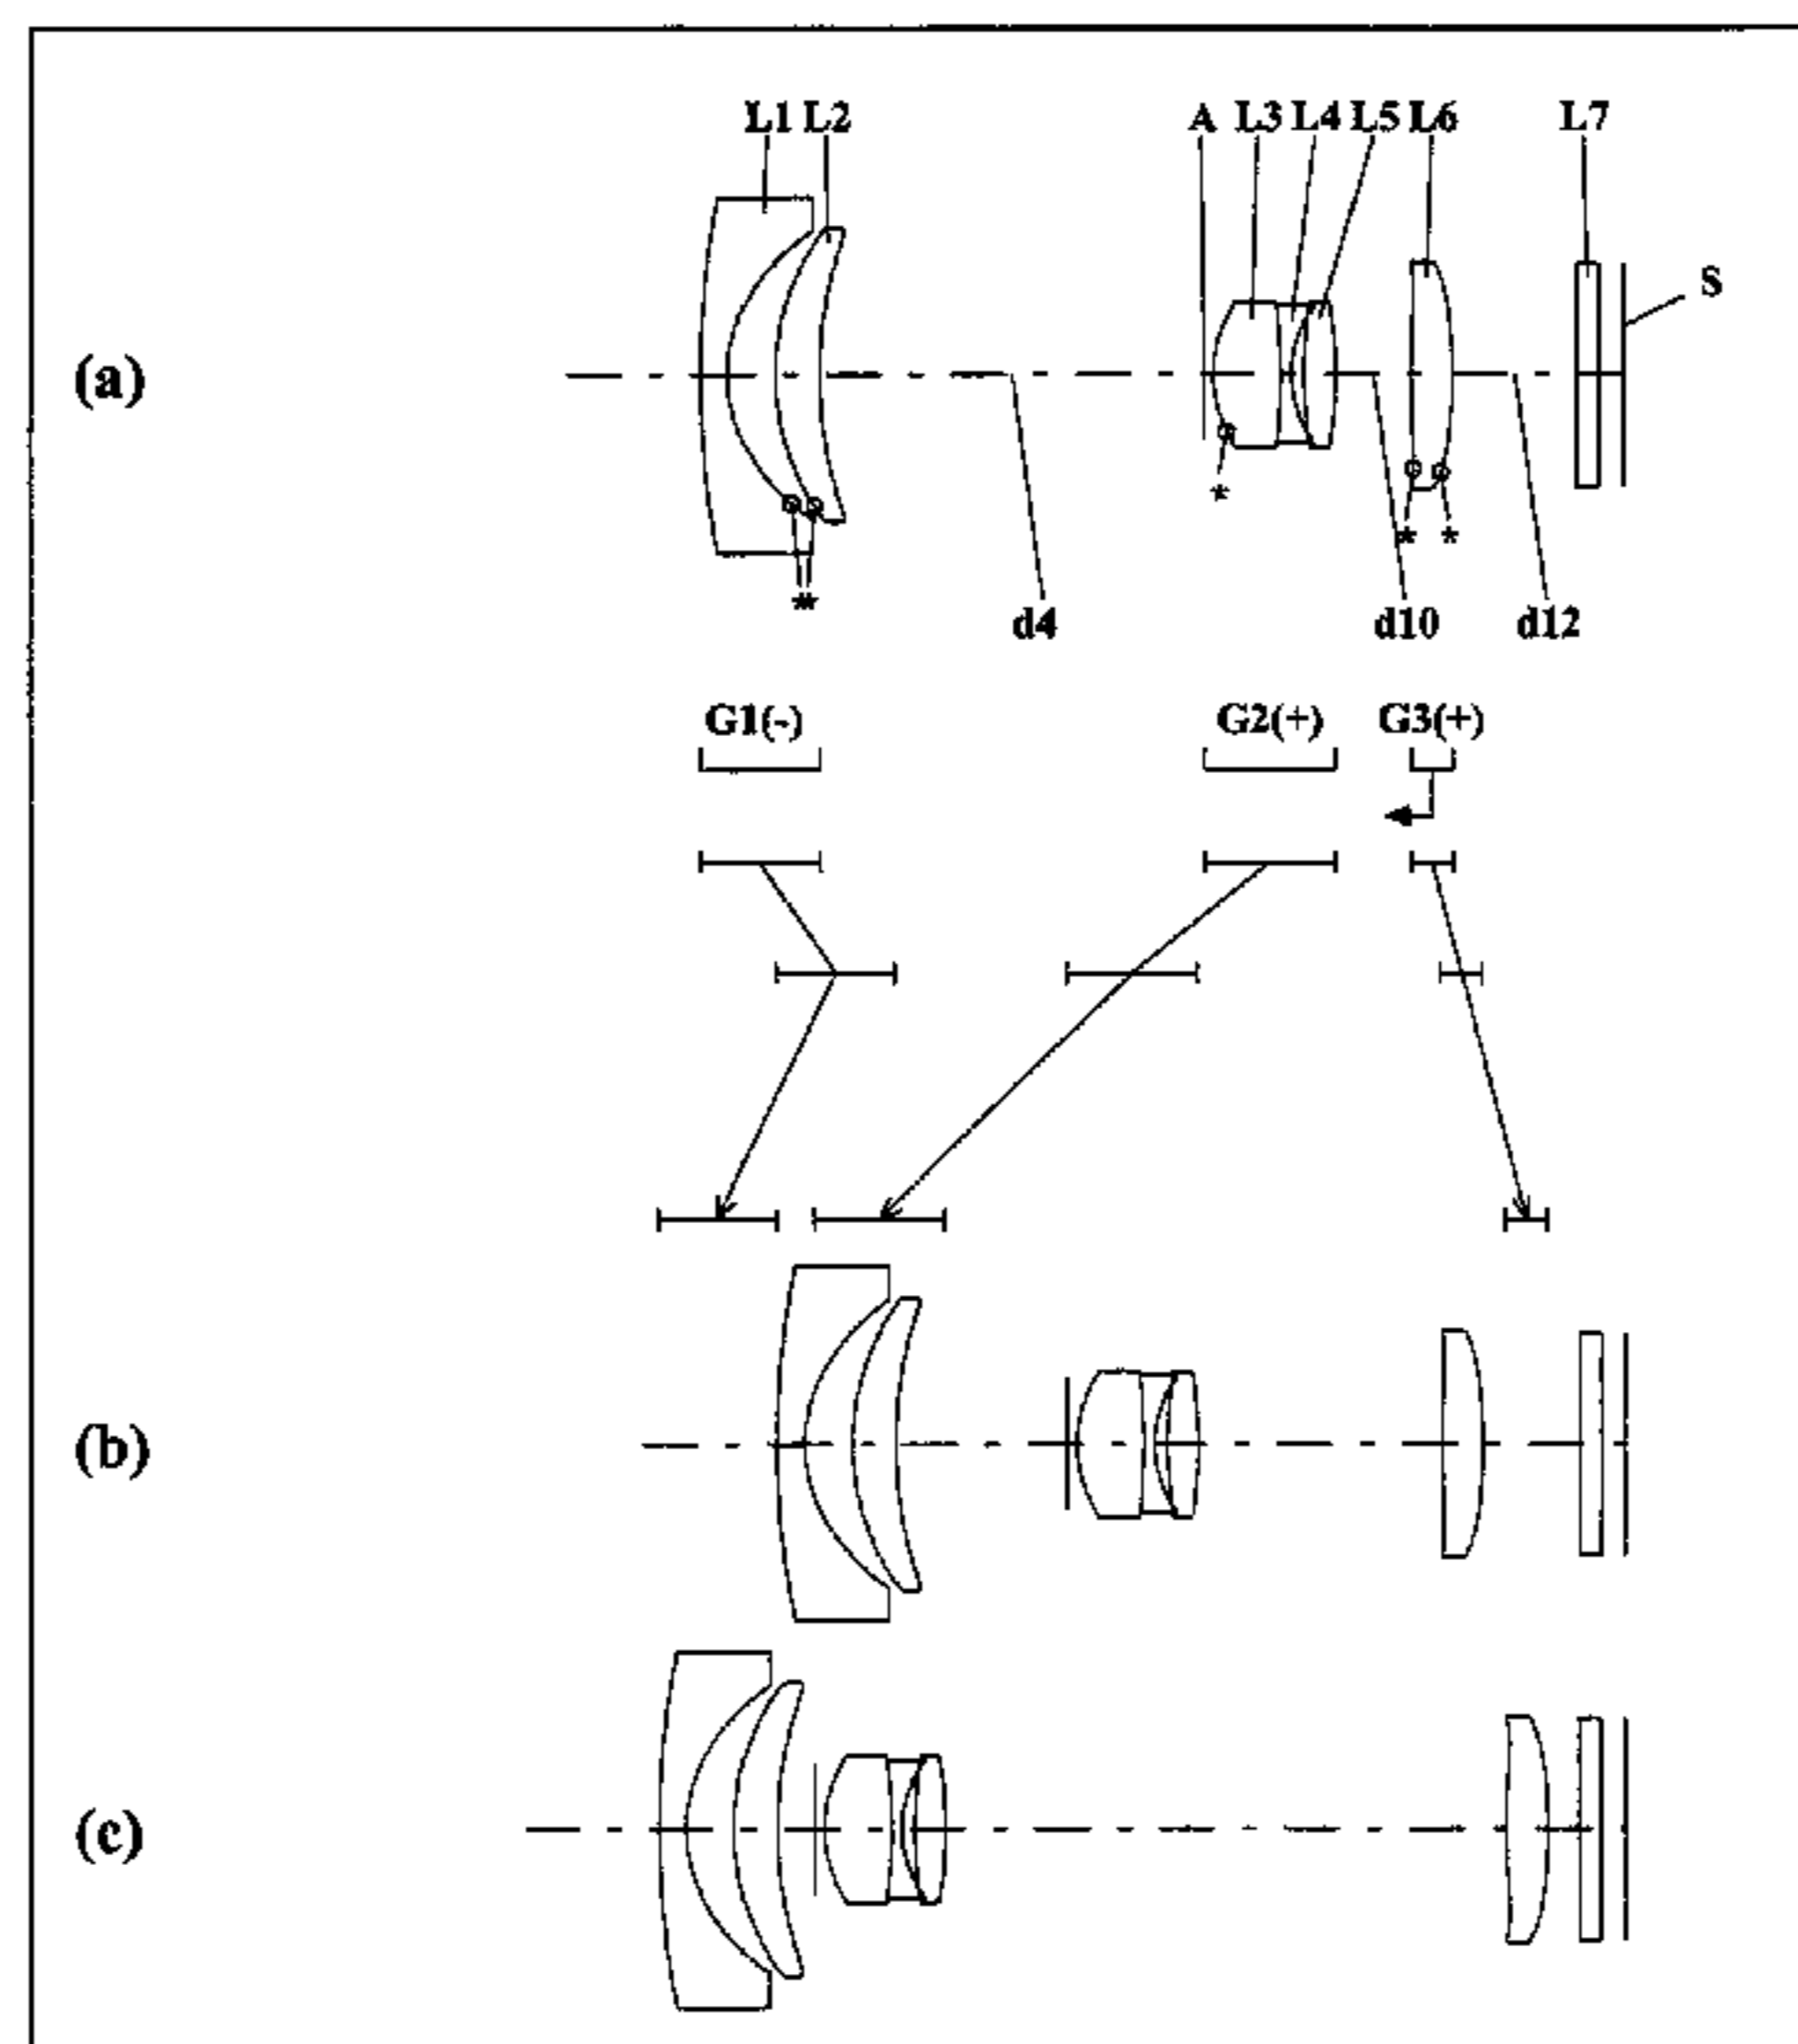 L1 L2 A L3 L4 L5 L6 L7
S
(a)
*
* *
**
d4 d10 d12
G1(-) G2(+) G3(+)
(b)
(c)